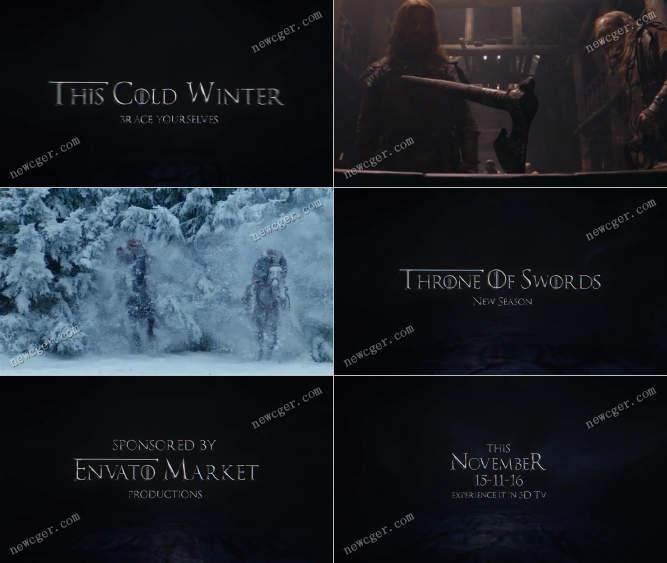 newcger.com
THIS COLD WINTER
BRACE YOURSELVES
newcger.com
newcger.com
newcger.com
newcger.com
newcger.com
newcger.com
THRONE OF SWORDS
NEW SEASON
newcger.com
newcger.com
SPONSORED BY
ENVATO MARKET
PRODUCTIONS
newcger.com
newcger.com
THIS
NOVEMBER
15-11-16
EXPERIENCE IT IN 3D TV
newcger.com